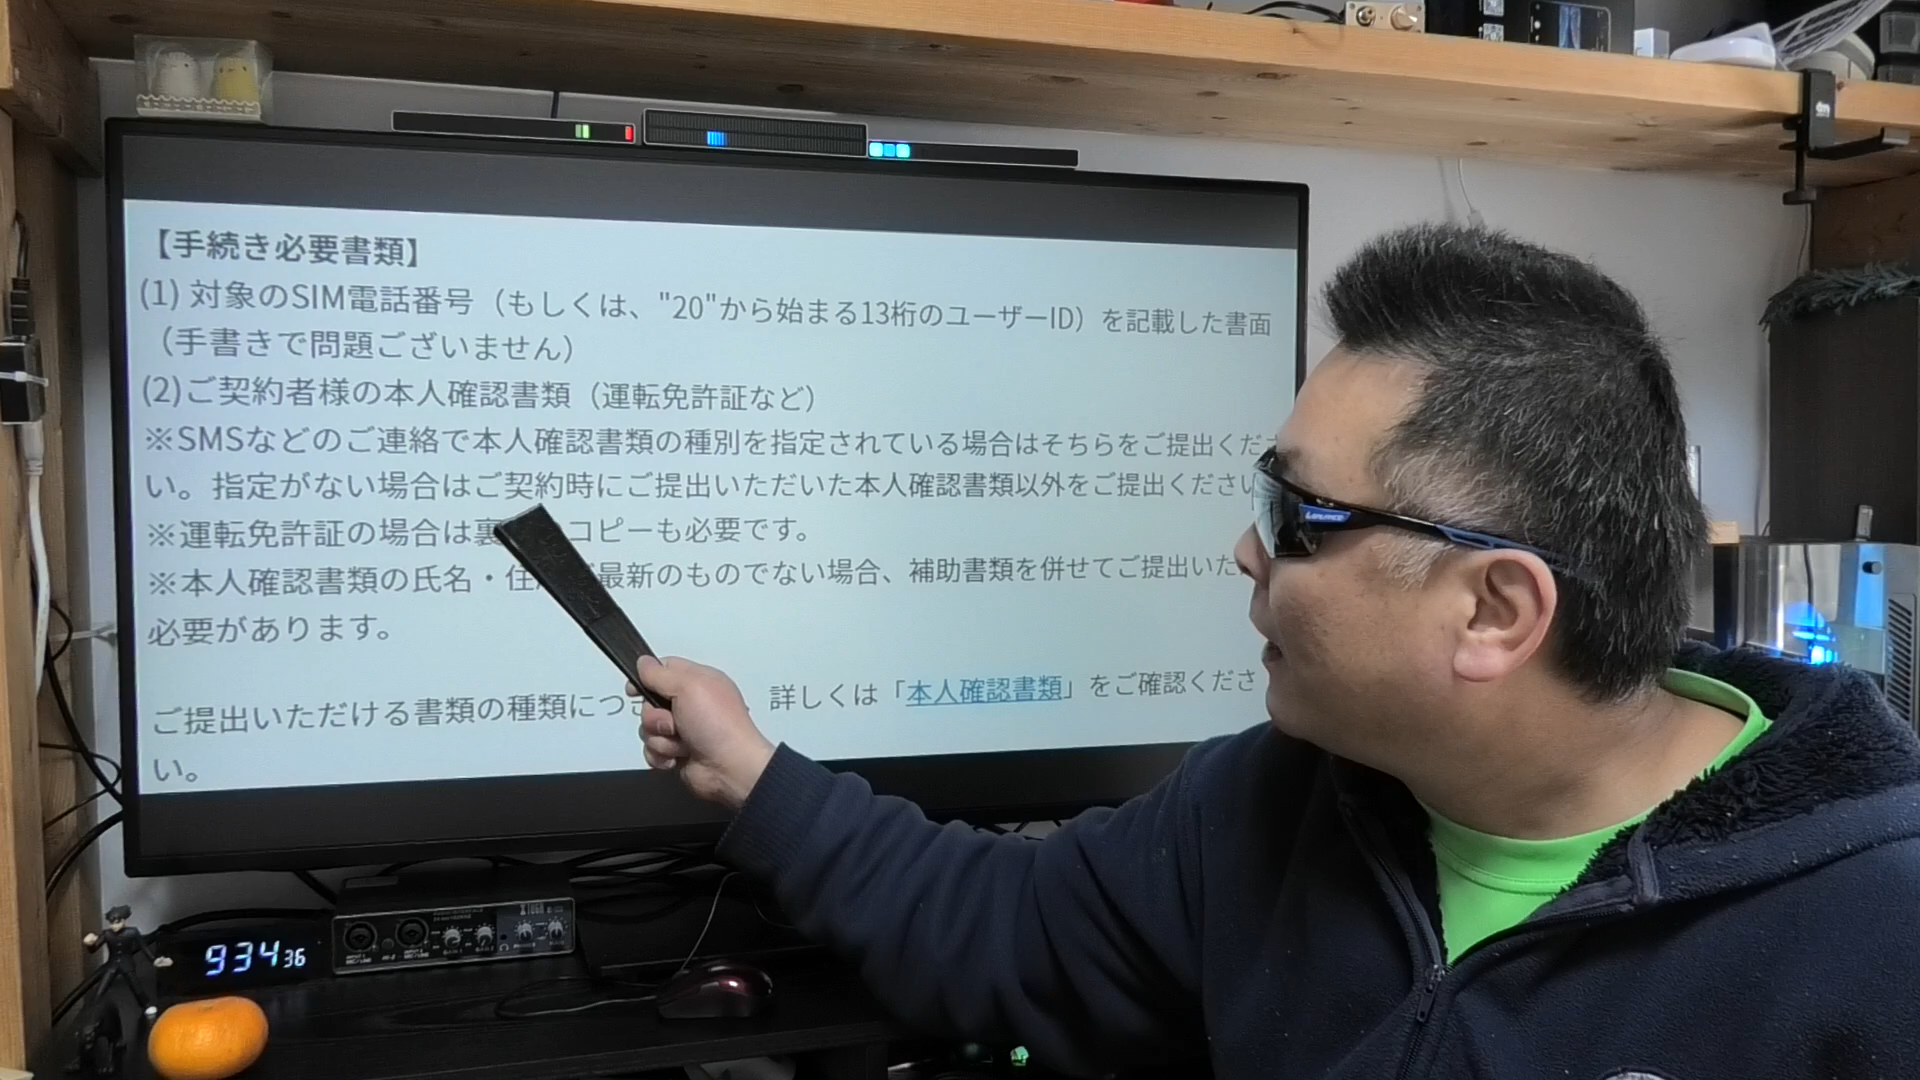 【手続き必要書類】
(1) 対象のSIM電話番号（もしくは、"20"から始まる13桁のユーザーID）を記載した書面
（手書きで問題ございません）
(2)ご契約者様の本人確認書類（運転免許証など）
※SMSなどのご連絡で本人確認書類の種別を指定されている場合はそちらをご提出くださ
い。指定がない場合はご契約時にご提出いただいた本人確認書類以外をご提出ください
※運転免許証の場合は裏 コピーも必要です。
※本人確認書類の氏名・住 最新のものでない場合、補助書類を併せてご提出いた
必要があります。
ご提出いただける書類の種類につ 、詳しくは「本人確認書類」をご確認くださ
い。
934 36